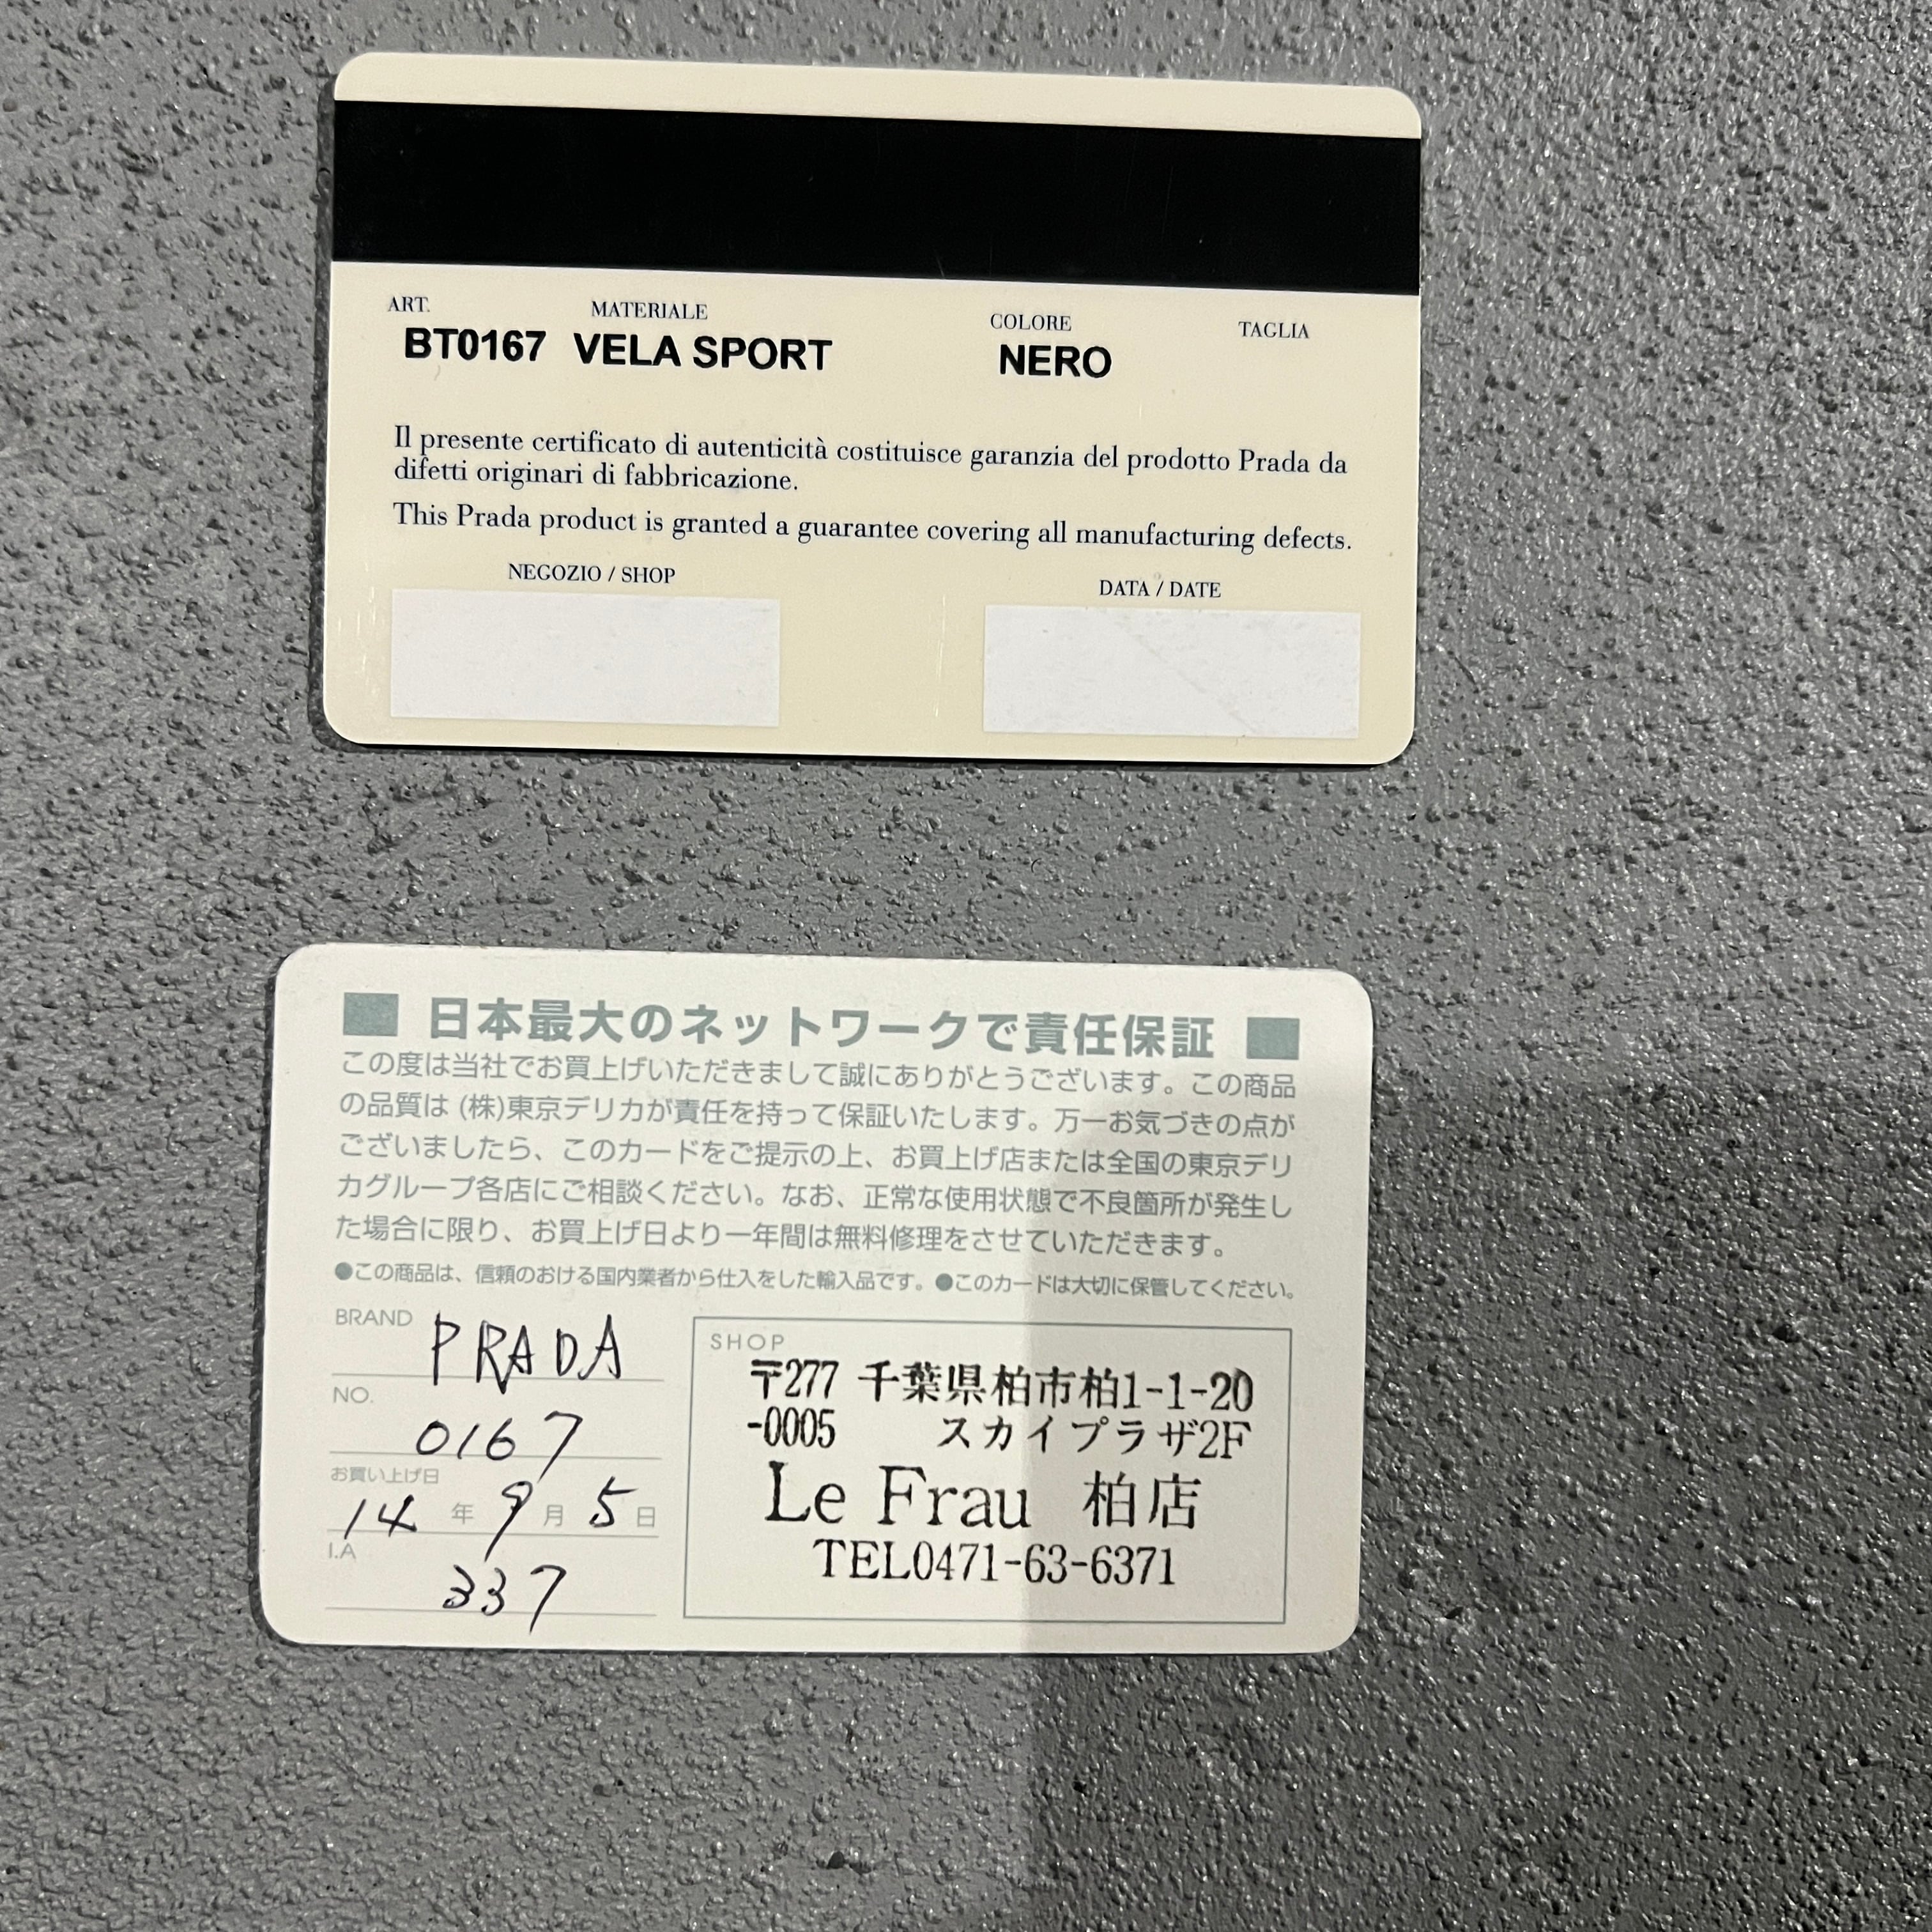 ART. MATERIALE COLORE TAGLIA
BT0167 VELA SPORT NERO
Il presente certificato di autenticità costituisce garanzia del prodotto Prada da
difetti originari di fabbricazione.
This Prada product is granted a guarantee covering all manufacturing defects.
NEGOZIO / SHOP DATA / DATE
■ 日本最大のネットワークで責任保証 ■
この度は当社でお買上げいただきまして誠にありがとうございます。この商品
の品質は (株)東京デリカが責任を持って保証いたします。万一お気づきの点が
ございましたら、このカードをご提示の上、お買上げ店または全国の東京デリ
カグループ各店にご相談ください。なお、正常な使用状態で不良箇所が発生し
た場合に限り、お買上げ日より一年間は無料修理をさせていただきます。
●この商品は、信頼のおける国内業者から仕入をした輸入品です。●このカードは大切に保管してください。
BRAND PRADA
NO. 0167
お買い上げ日
14 年 9 月 5 日
I.A 337
SHOP
〒277 千葉県柏市柏1-1-20
-0005 スカイプラザ2F
Le Frau 柏店
TEL0471-63-6371